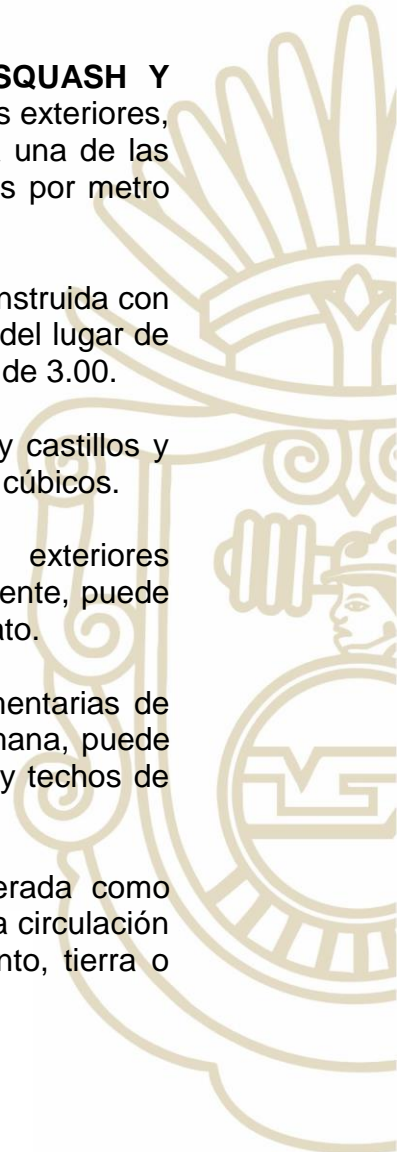 SQUASH Y
s exteriores,
una de las
s por metro
nstruida con
del lugar de
de 3.00.
y castillos y
cúbicos.
exteriores
ente, puede
ato.
nentarias de
nana, puede
y techos de
erada como
a circulación
nto, tierra o